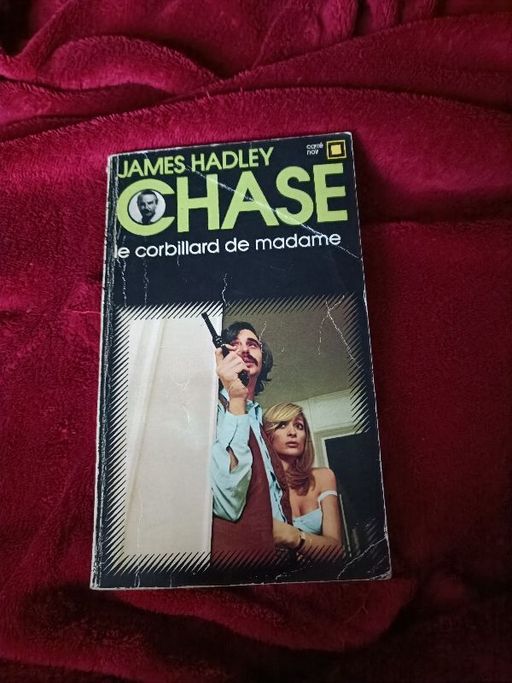 JAMES HADLEY
carré
noir
CHASE
le corbillard de madame